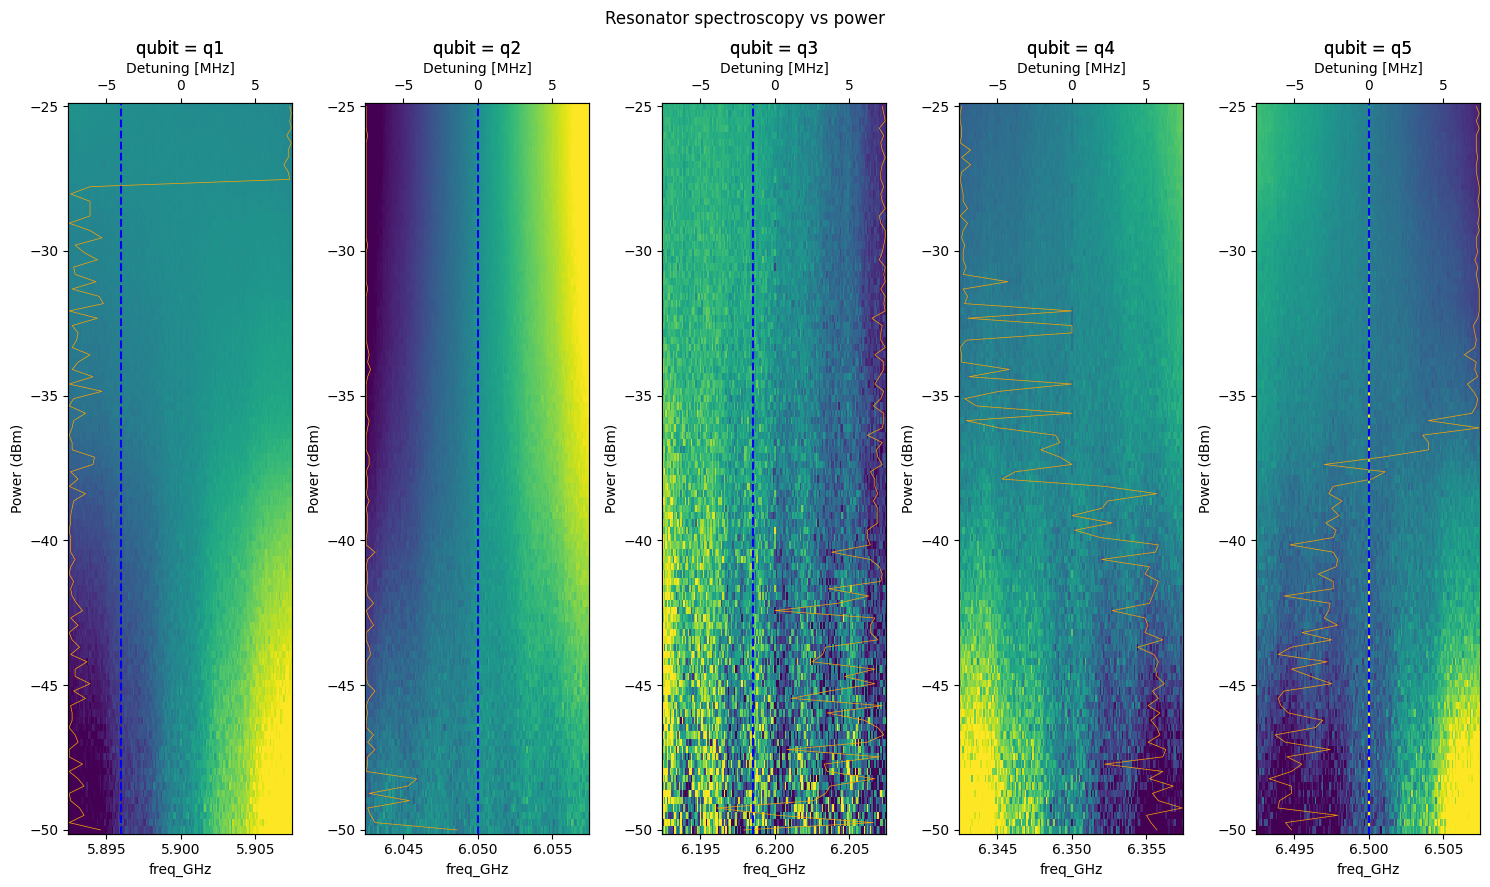 Resonator spectroscopy vs power
qubit = q1
Detuning [MHz]
−5 0 5
−25
−30
−35
−40
−45
−50
Power (dBm)
5.895 5.900 5.905
freq_GHz
qubit = q2
Detuning [MHz]
−5 0 5
−25
−30
−35
−40
−45
−50
Power (dBm)
6.045 6.050 6.055
freq_GHz
qubit = q3
Detuning [MHz]
−5 0 5
−25
−30
−35
−40
−45
−50
Power (dBm)
6.195 6.200 6.205
freq_GHz
qubit = q4
Detuning [MHz]
−5 0 5
−25
−30
−35
−40
−45
−50
Power (dBm)
6.345 6.350 6.355
freq_GHz
qubit = q5
Detuning [MHz]
−5 0 5
−25
−30
−35
−40
−45
−50
Power (dBm)
6.495 6.500 6.505
freq_GHz